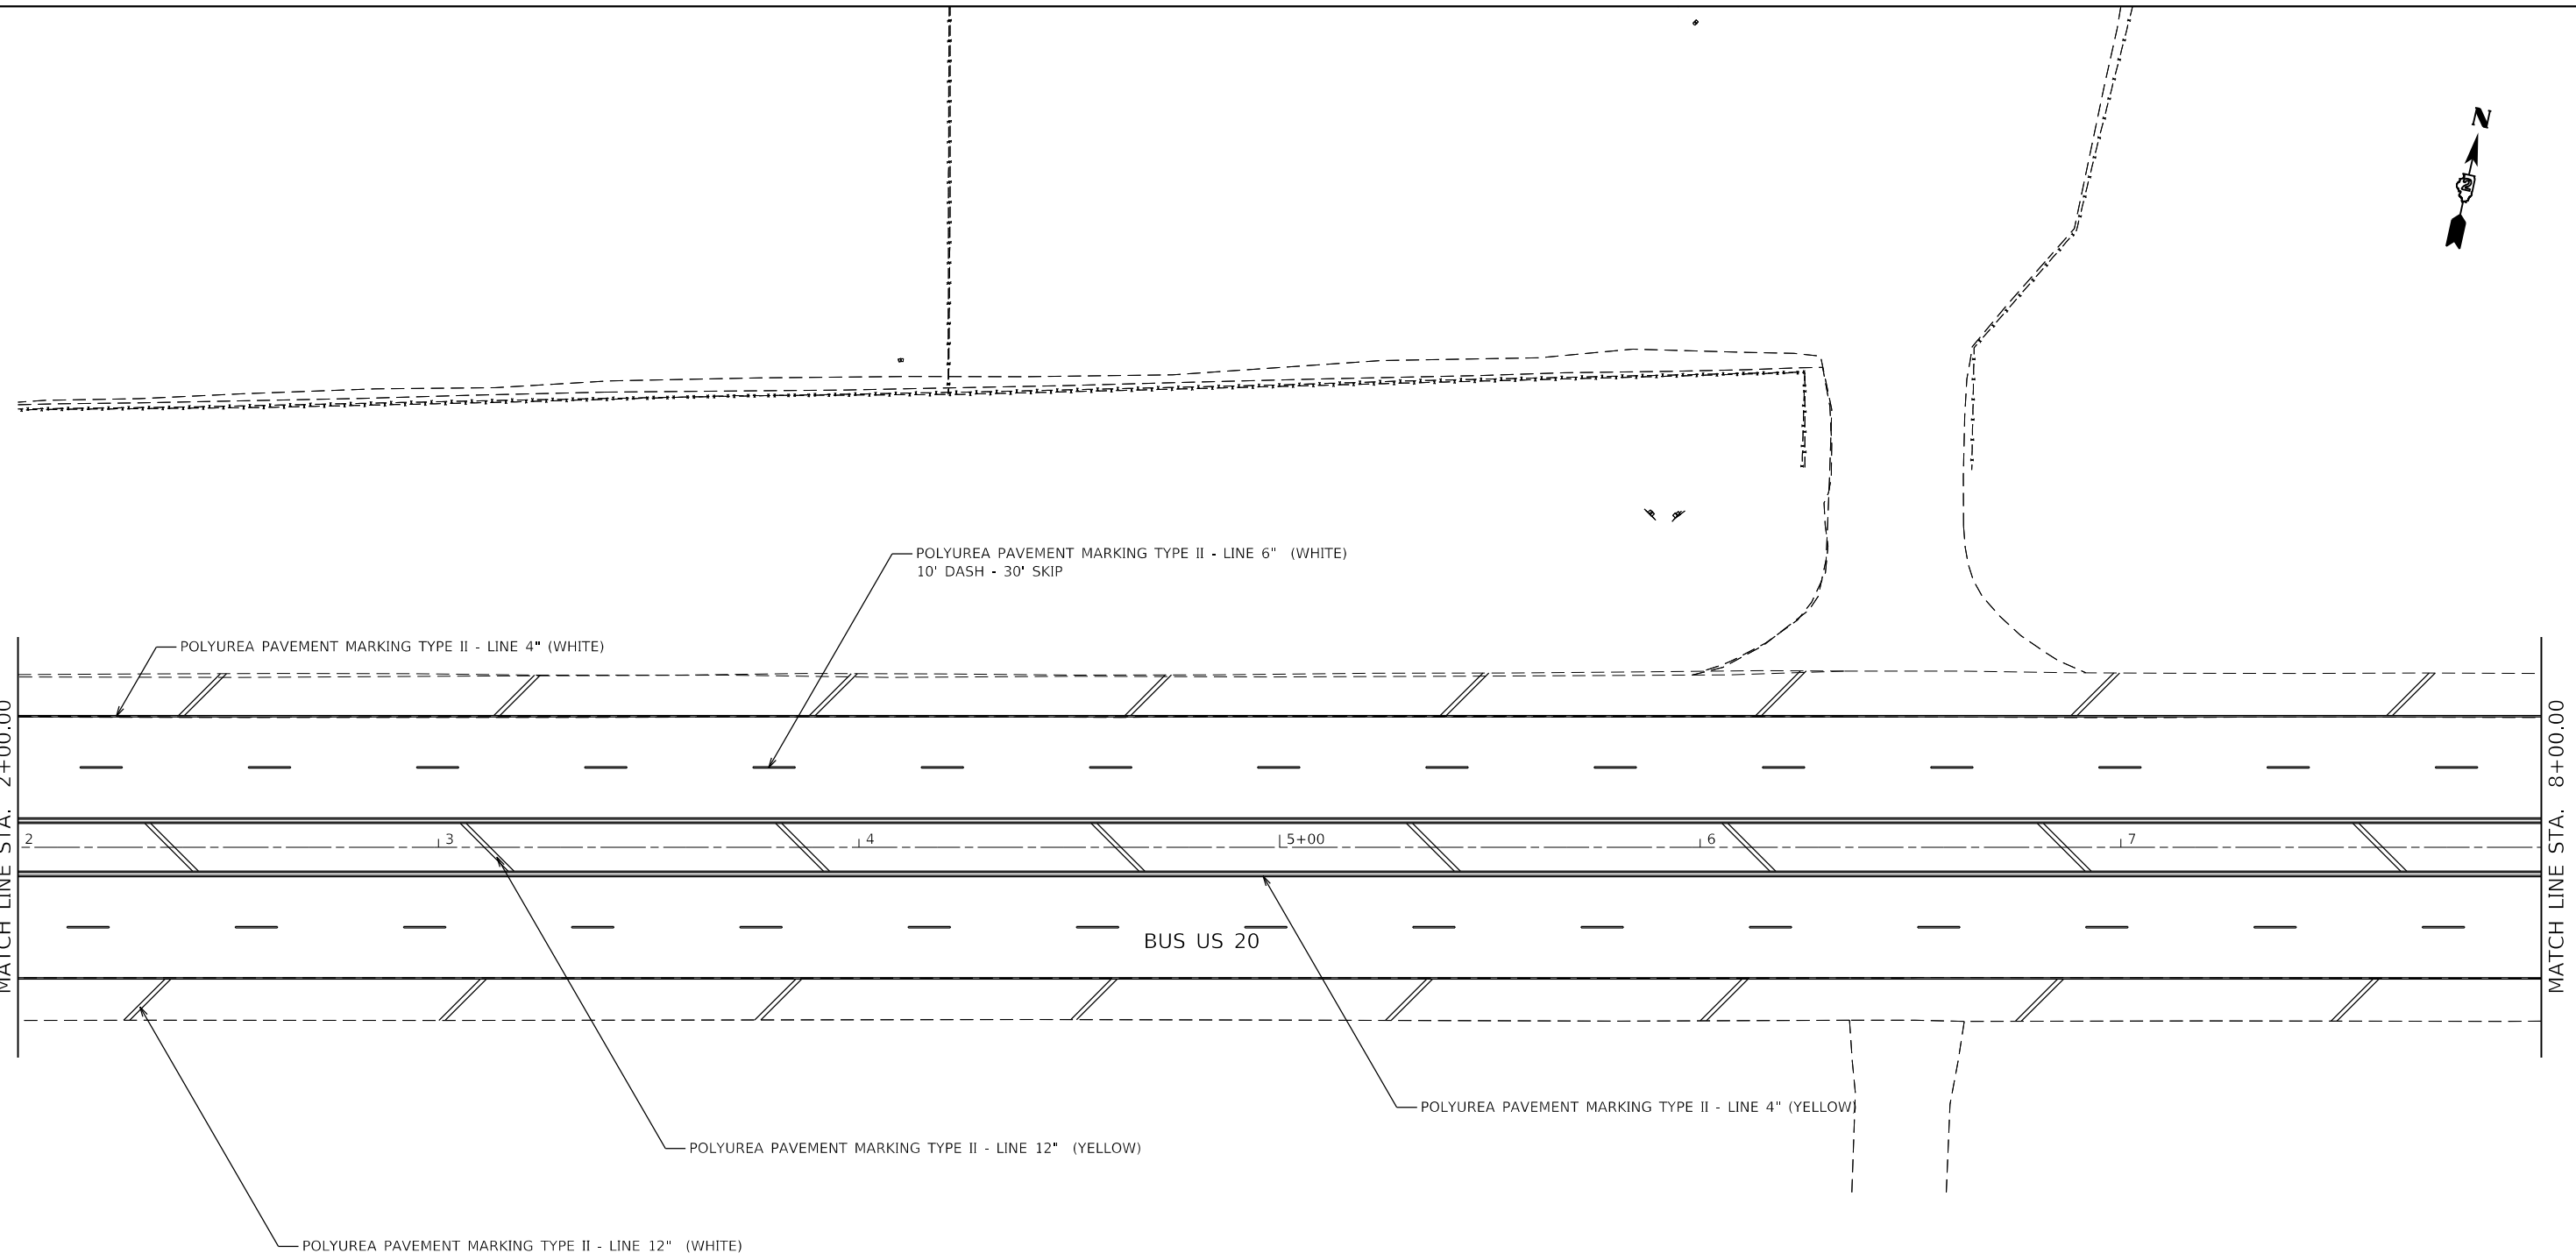 N
2
POLYUREA PAVEMENT MARKING TYPE II - LINE 6" (WHITE)
10' DASH - 30' SKIP
POLYUREA PAVEMENT MARKING TYPE II - LINE 4" (WHITE)
MATCH LINE STA. 2+00.00
MATCH LINE STA. 8+00.00
2
3
4
5+00
6
7
BUS US 20
POLYUREA PAVEMENT MARKING TYPE II - LINE 4" (YELLOW)
POLYUREA PAVEMENT MARKING TYPE II - LINE 12" (YELLOW)
POLYUREA PAVEMENT MARKING TYPE II - LINE 12" (WHITE)